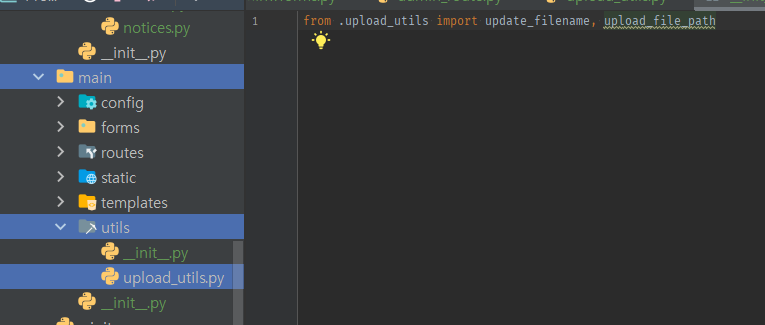 notices.py
__init__.py
main
config
forms
routes
static
templates
utils
__init__.py
upload_utils.py
__init__.py
1 from .upload_utils import update_filename, upload_file_path